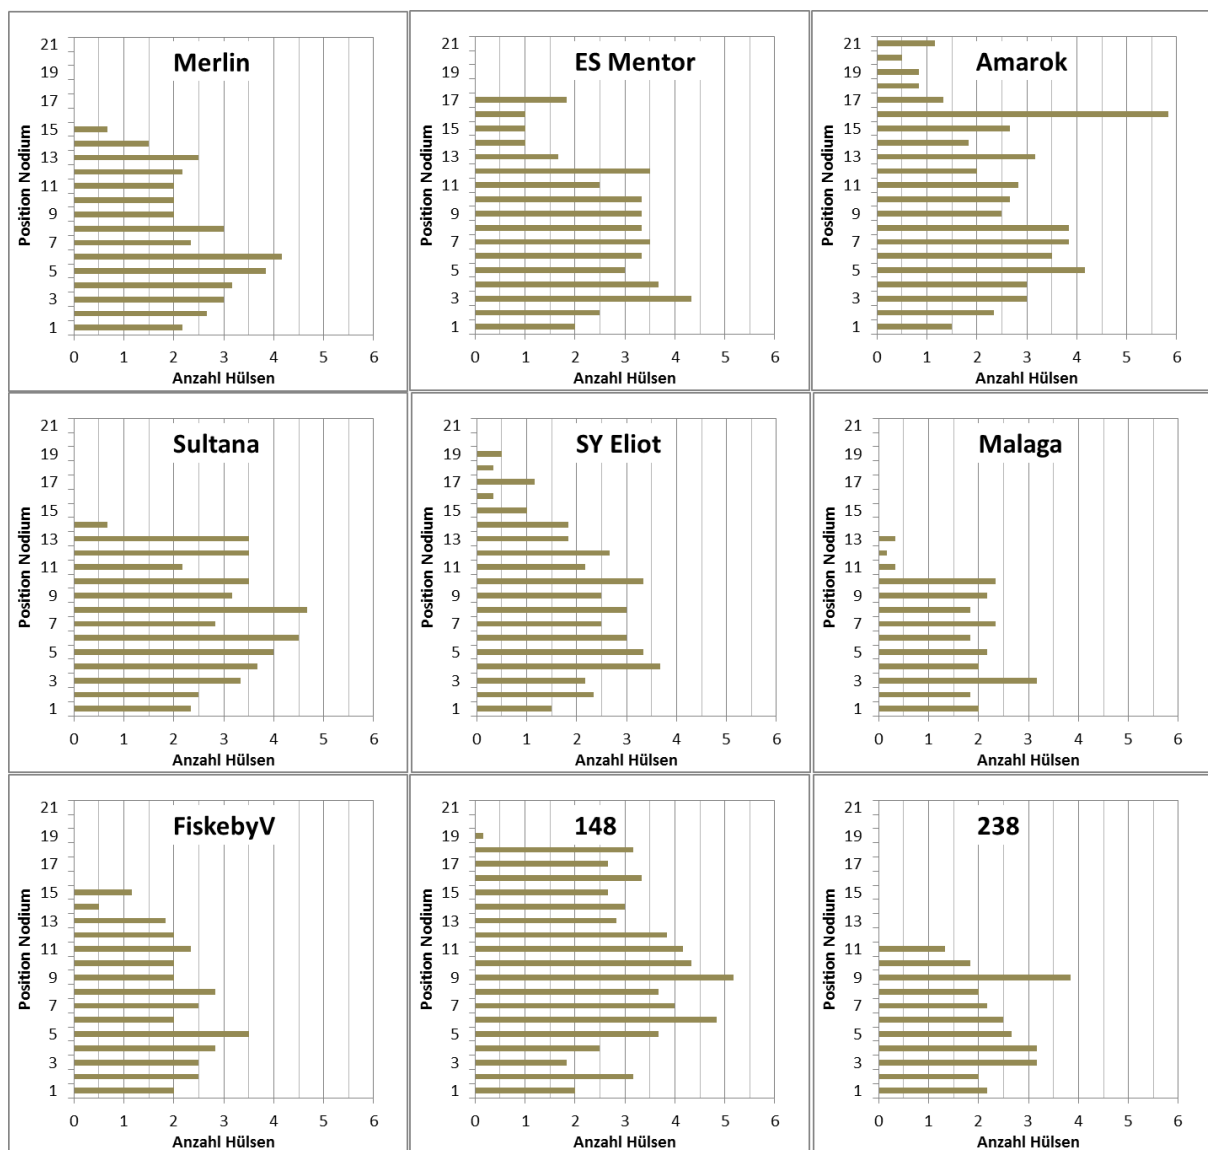 Merlin
Position Nodium
21
19
17
15
13
11
9
7
5
3
1
0 1 2 3 4 5 6
Anzahl Hülsen
ES Mentor
Position Nodium
21
19
17
15
13
11
9
7
5
3
1
0 1 2 3 4 5 6
Anzahl Hülsen
Amarok
Position Nodium
21
19
17
15
13
11
9
7
5
3
1
0 1 2 3 4 5 6
Anzahl Hülsen
Sultana
Position Nodium
21
19
17
15
13
11
9
7
5
3
1
0 1 2 3 4 5 6
Anzahl Hülsen
SY Eliot
Position Nodium
21
19
17
15
13
11
9
7
5
3
1
0 1 2 3 4 5 6
Anzahl Hülsen
Malaga
Position Nodium
21
19
17
15
13
11
9
7
5
3
1
0 1 2 3 4 5 6
Anzahl Hülsen
FiskebyV
Position Nodium
21
19
17
15
13
11
9
7
5
3
1
0 1 2 3 4 5 6
Anzahl Hülsen
148
Position Nodium
21
19
17
15
13
11
9
7
5
3
1
0 1 2 3 4 5 6
Anzahl Hülsen
238
Position Nodium
21
19
17
15
13
11
9
7
5
3
1
0 1 2 3 4 5 6
Anzahl Hülsen